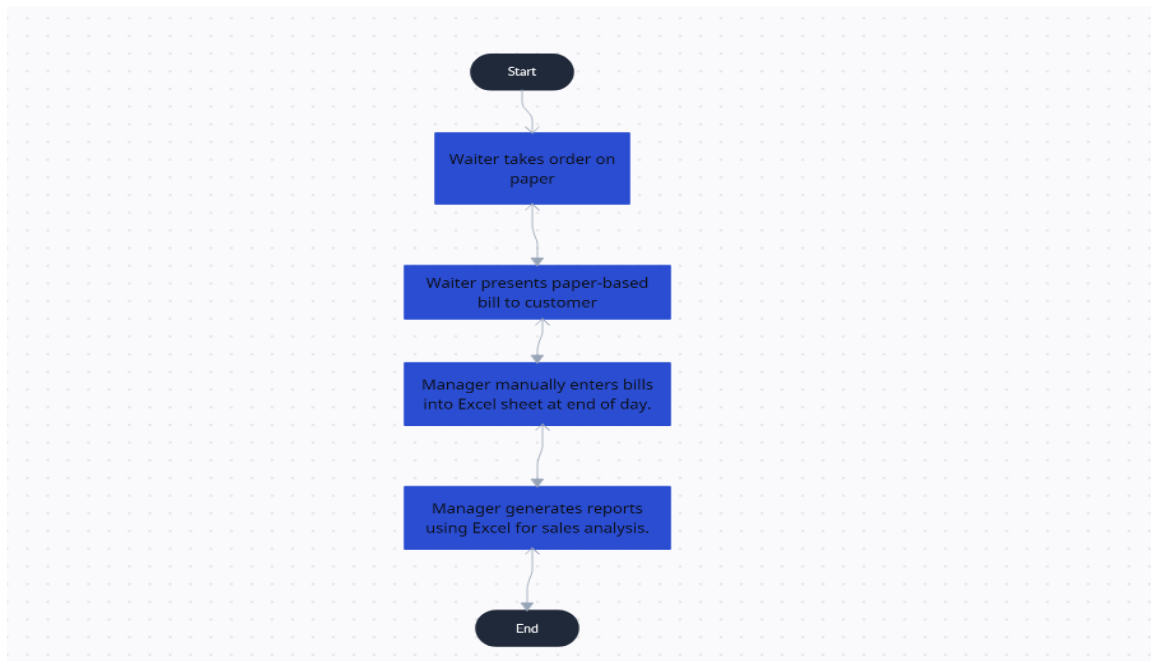 Start
Waiter takes order on
paper
Waiter presents paper-based
bill to customer
Manager manually enters bills
into Excel sheet at end of day.
Manager generates reports
using Excel for sales analysis.
End